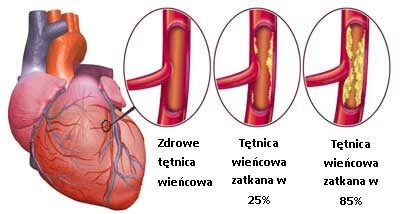 Zdrowe
tętnica
wieńcowa
Tętnica
wieńcowa
zatkana w
25%
Tętnica
wieńcowa
zatkana w
85%